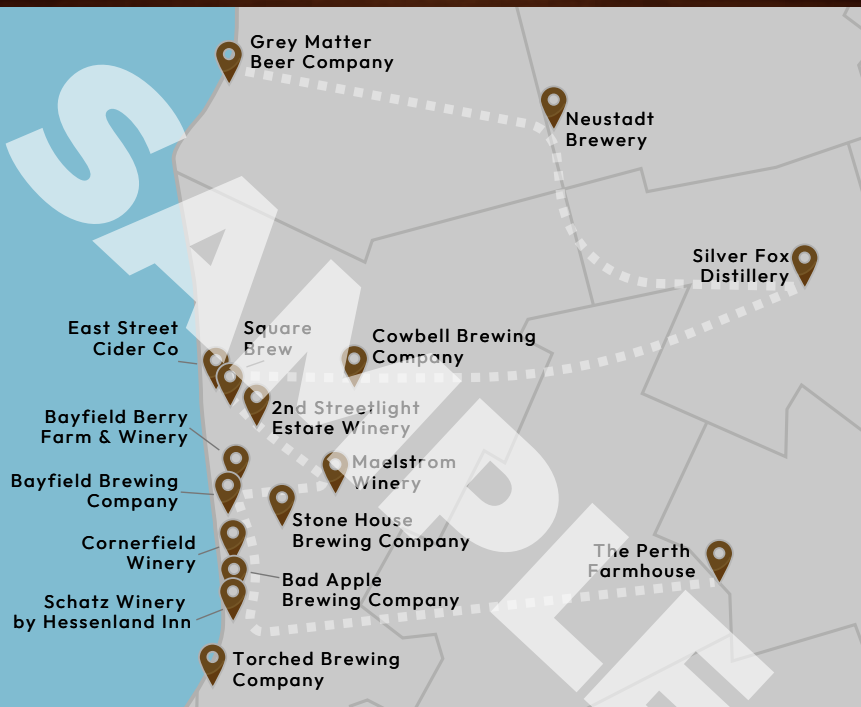 Grey Matter
Beer Company
Neustadt
Brewery
Silver Fox
Distillery
East Street
Cider Co
Square
Brew
Cowbell Brewing
Company
2nd Streetlight
Estate Winery
Bayfield Berry
Farm & Winery
Maelstrom
Winery
Bayfield Brewing
Company
Stone House
Brewing Company
Cornerfield
Winery
The Perth
Farmhouse
Bad Apple
Brewing Company
Schatz Winery
by Hessenland Inn
Torched Brewing
Company
SAMPLE